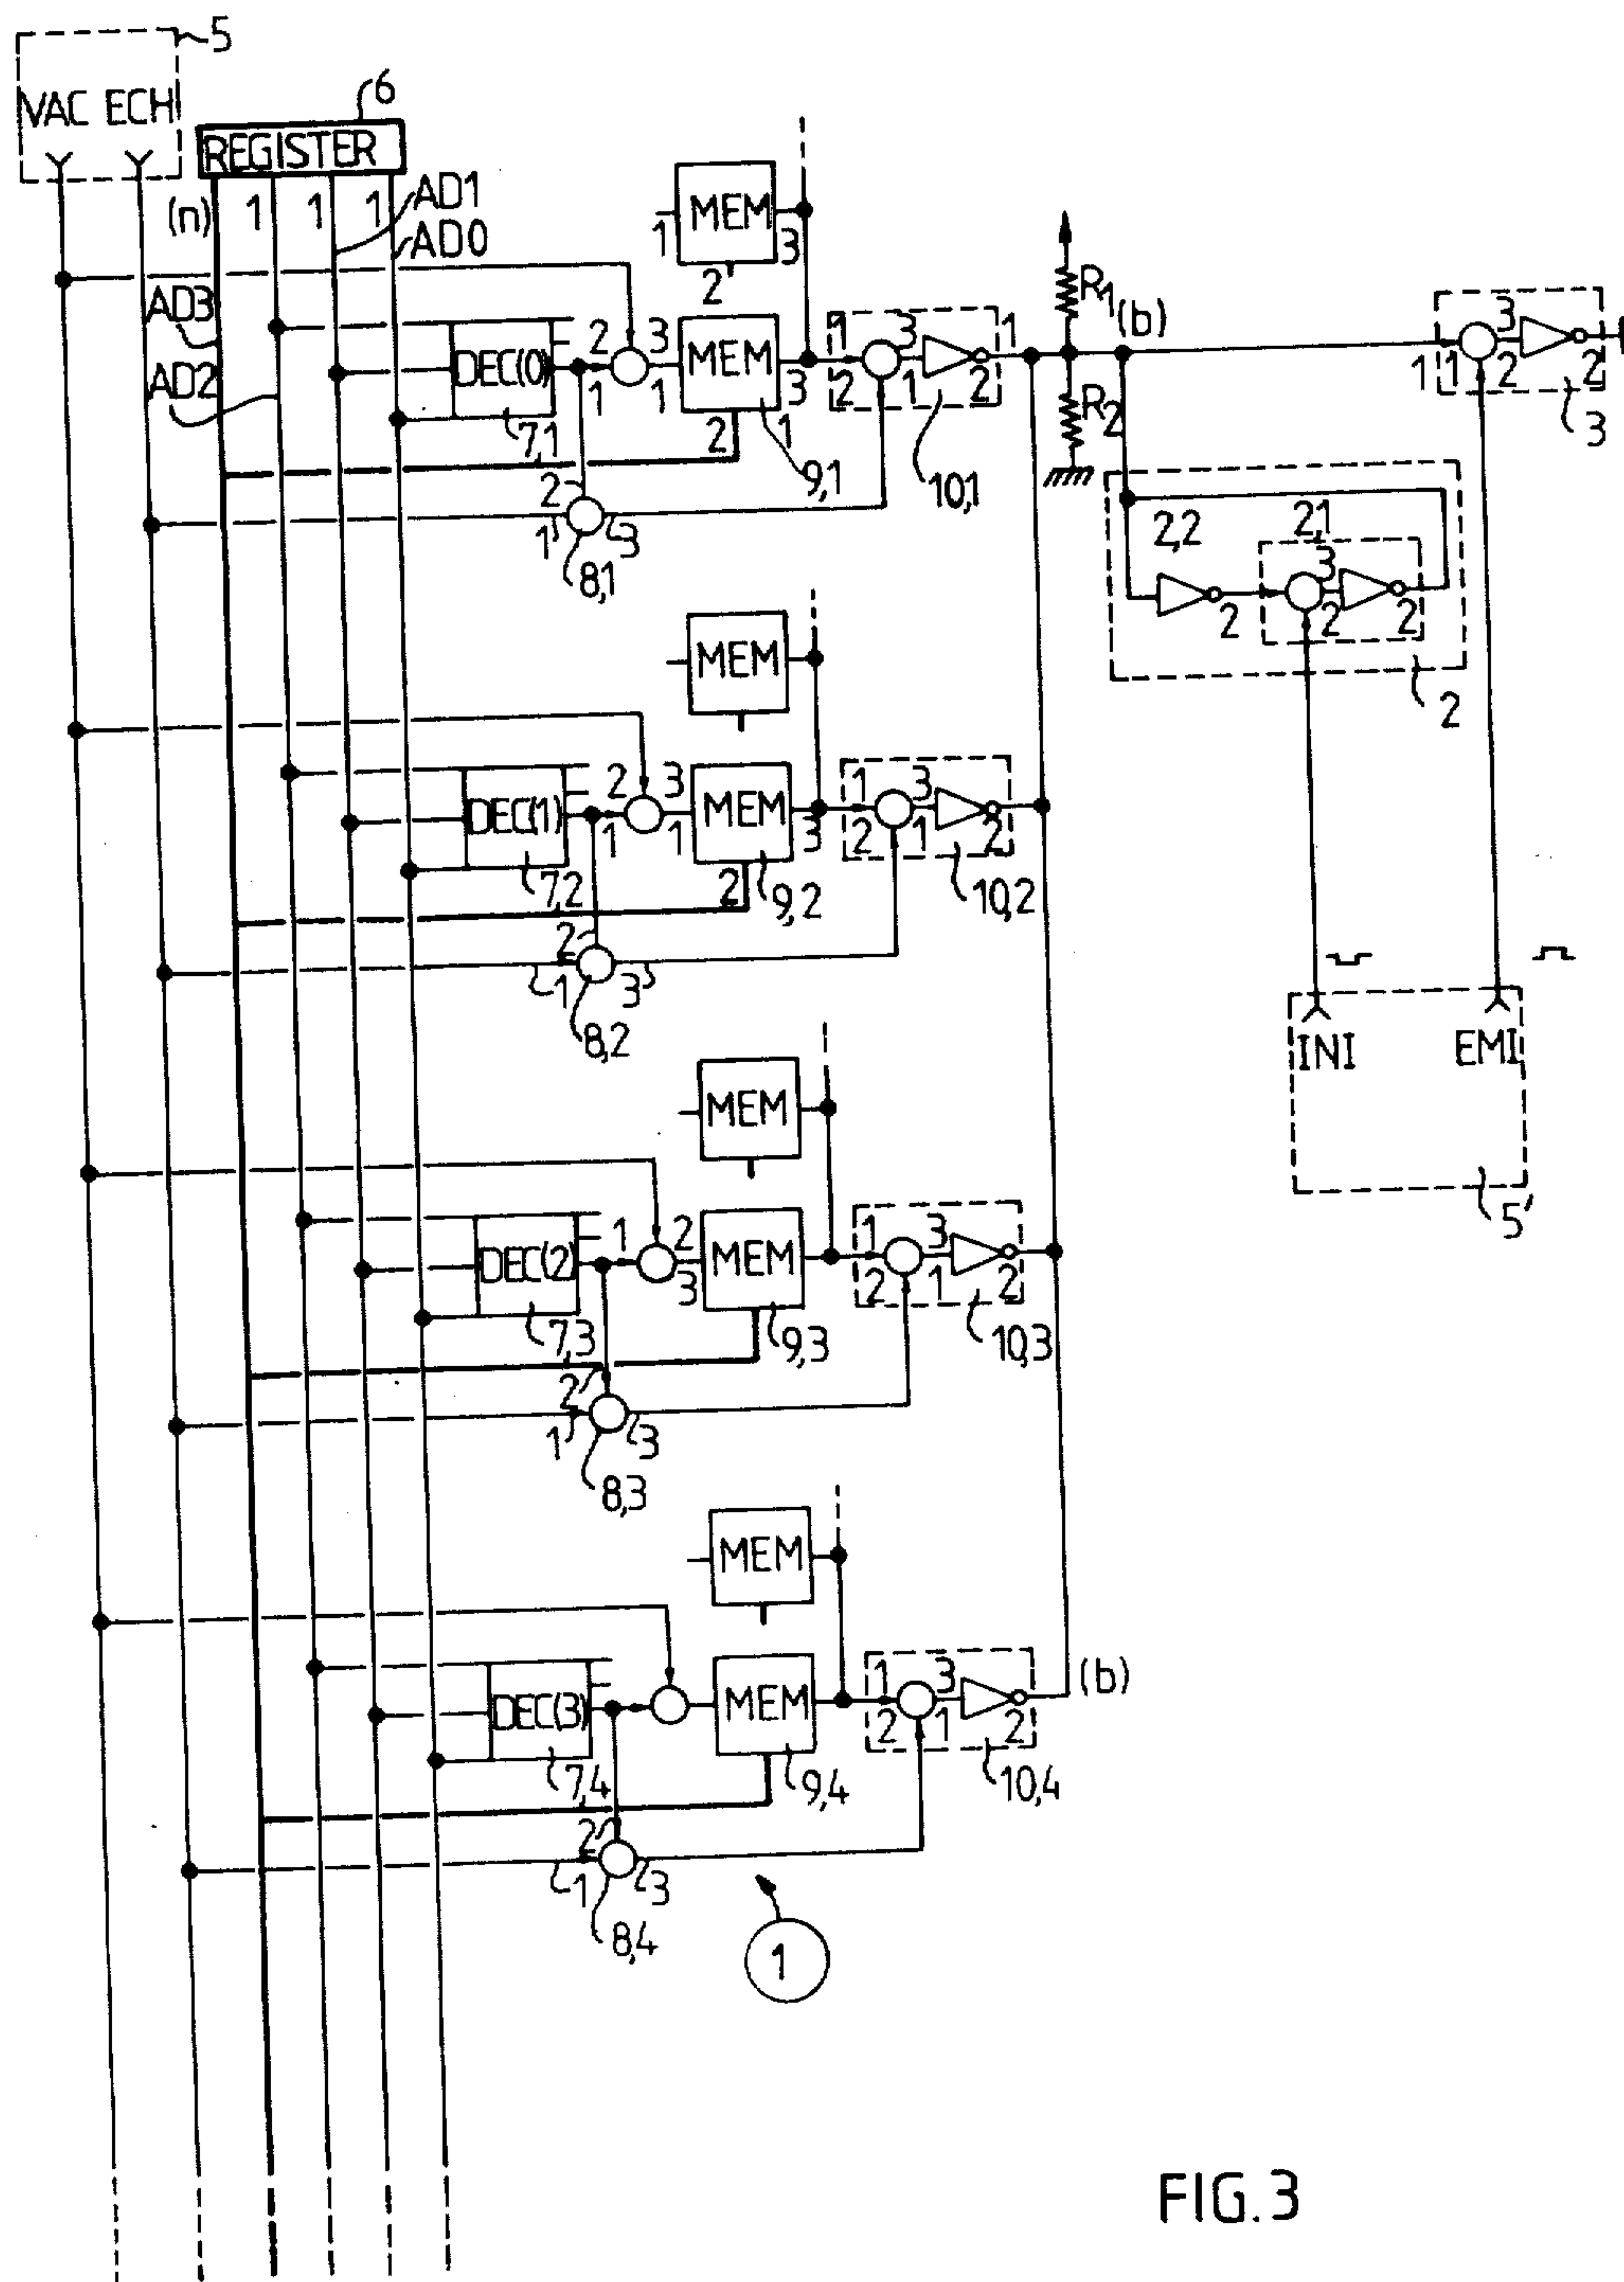 5
VAC ECH
6
REGISTER
(n) 1 1 1
AD1
AD0
AD3
AD2
MEM
1 3
2
DEC(0)
2 3
1 1
MEM
3
1
2
7,1
9,1
1 3
2 1 2
1
10,1
R1
R2
(b)
1 1 3 2 2
3
2
1 3
8,1
2,2
2,1
2
3
2 2
2
MEM
DEC(1)
2 3
1 1
MEM
3
2
7,2
9,2
1 3
2 1 2
10,2
2
1 3
8,2
INI EMI
5'
MEM
DEC(2)
1 2
3
MEM
7,3
9,3
1 3
2 1 2
10,3
2
1 3
8,3
MEM
DEC(3)
MEM
7,4
9,4
1 3
2 1 2
10,4
(b)
2
1 3
8,4
1
FIG.3